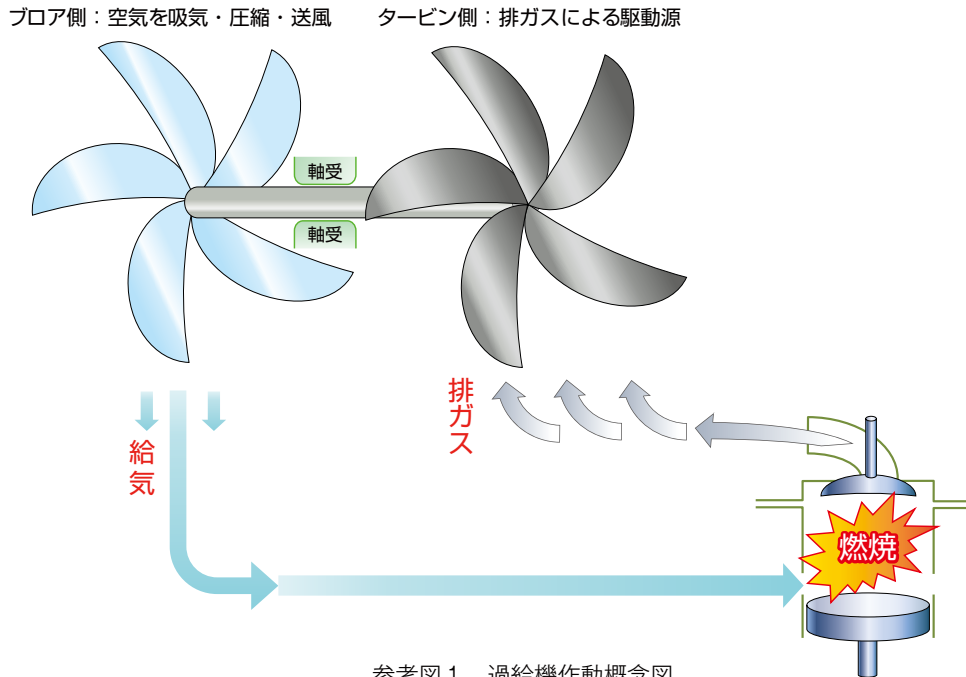 ブロア側：空気を吸気・圧縮・送風
タービン側：排ガスによる駆動源
軸受
軸受
排ガス
給気
燃焼
参考図１　過給機作動概念図